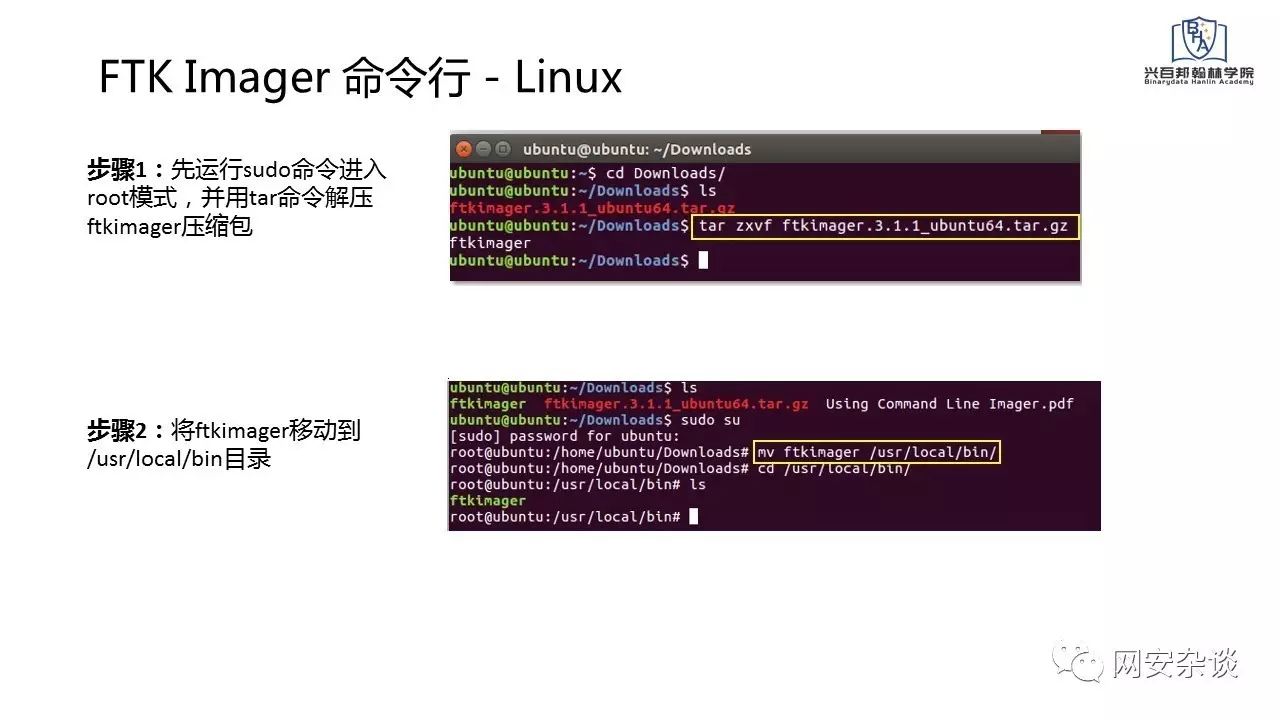 FTK Imager 命令行 - Linux
BHA
兴百邦翰林学院
Binarydata Hanlin Academy
步骤1：先运行sudo命令进入
root模式，并用tar命令解压
ftkimager压缩包
ubuntu@ubuntu: ~/Downloads
ubuntu@ubuntu:~$ cd Downloads/
ubuntu@ubuntu:~/Downloads$ ls
ftkimager.3.1.1_ubuntu64.tar.gz
ubuntu@ubuntu:~/Downloads$ tar zxvf ftkimager.3.1.1_ubuntu64.tar.gz
ftkimager
ubuntu@ubuntu:~/Downloads$
步骤2：将ftkimager移动到
/usr/local/bin目录
ubuntu@ubuntu:~/Downloads$ ls
ftkimager  ftkimager.3.1.1_ubuntu64.tar.gz  Using Command Line Imager.pdf
ubuntu@ubuntu:~/Downloads$ sudo su
[sudo] password for ubuntu:
root@ubuntu:/home/ubuntu/Downloads# mv ftkimager /usr/local/bin/
root@ubuntu:/home/ubuntu/Downloads# cd /usr/local/bin/
root@ubuntu:/usr/local/bin# ls
ftkimager
root@ubuntu:/usr/local/bin#
网安杂谈